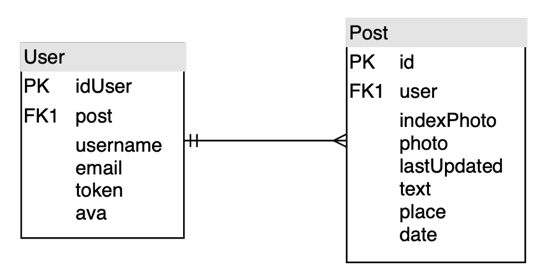 User
PK idUser
FK1 post
username
email
token
ava
Post
PK id
FK1 user
indexPhoto
photo
lastUpdated
text
place
date